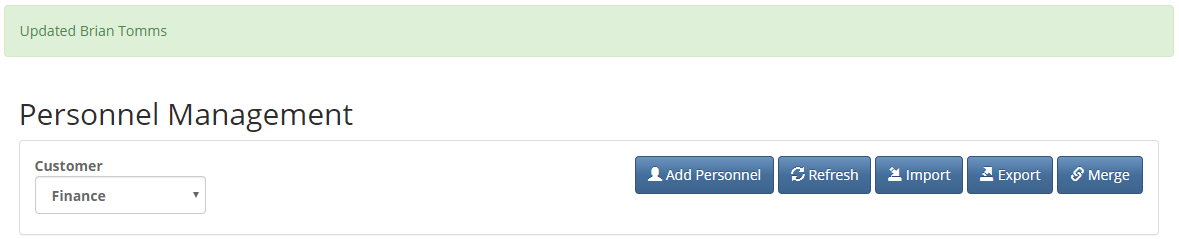 Updated Brian Tomms
Personnel Management
Customer
Finance
Add Personnel Refresh Import Export Merge